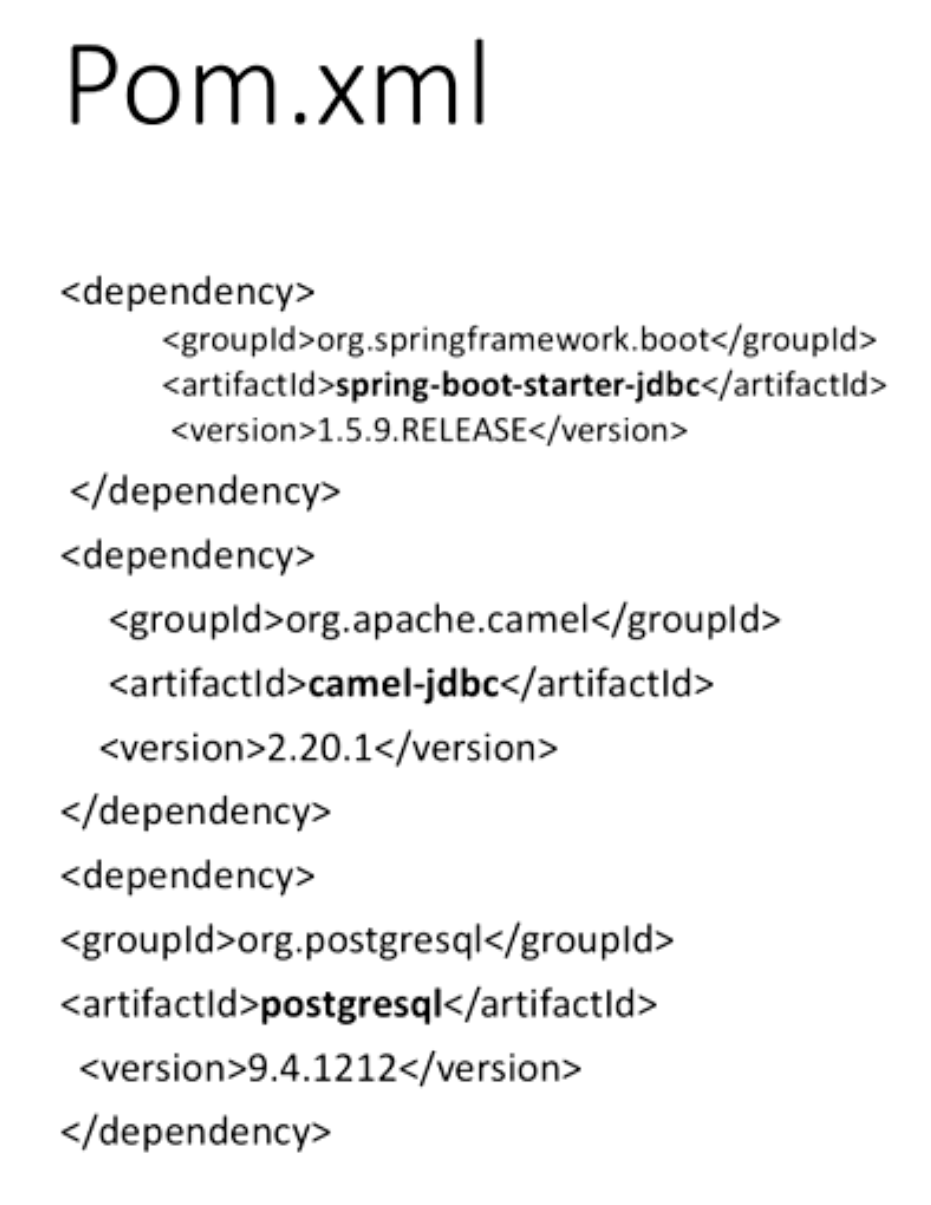 Pom.xml
<dependency>
<groupId>org.springframework.boot</groupId>
<artifactId>spring-boot-starter-jdbc</artifactId>
<version>1.5.9.RELEASE</version>
</dependency>
<dependency>
<groupId>org.apache.camel</groupId>
<artifactId>camel-jdbc</artifactId>
<version>2.20.1</version>
</dependency>
<dependency>
<groupId>org.postgresql</groupId>
<artifactId>postgresql</artifactId>
<version>9.4.1212</version>
</dependency>